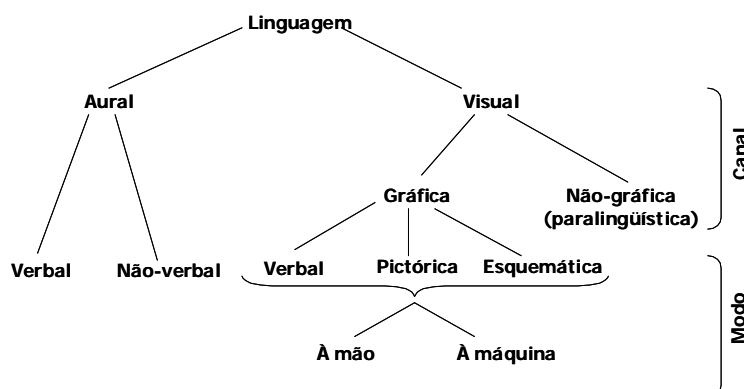 Linguagem
Aural
Visual
Canal
Gráfica
Não-gráfica
(paralingüística)
Verbal
Não-verbal
Verbal
Pictórica
Esquemática
Modo
À mão
À máquina